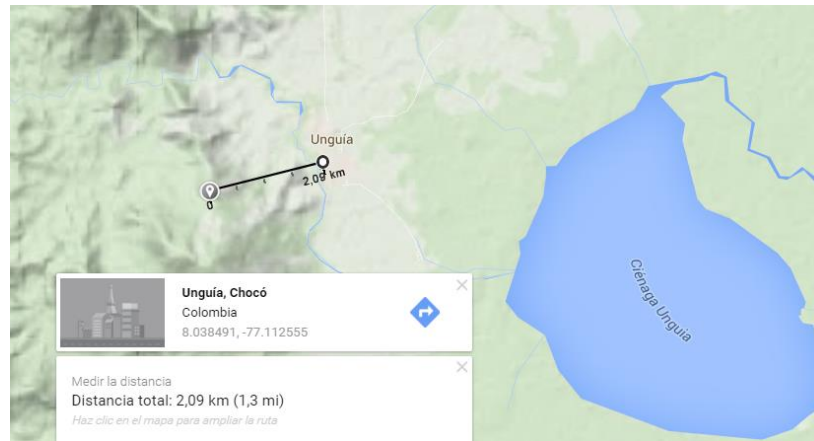 Unguía
2,09 km
0
Ciénaga Unguia
Unguía, Chocó
Colombia
8.038491, -77.112555
Medir la distancia
Distancia total: 2,09 km (1,3 mi)
Haz clic en el mapa para ampliar la ruta